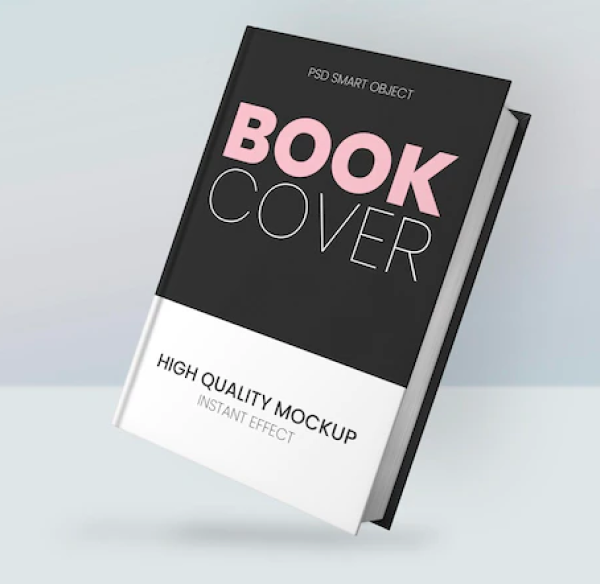 PSD SMART OBJECT
BOOK
COVER
HIGH QUALITY MOCKUP
INSTANT EFFECT